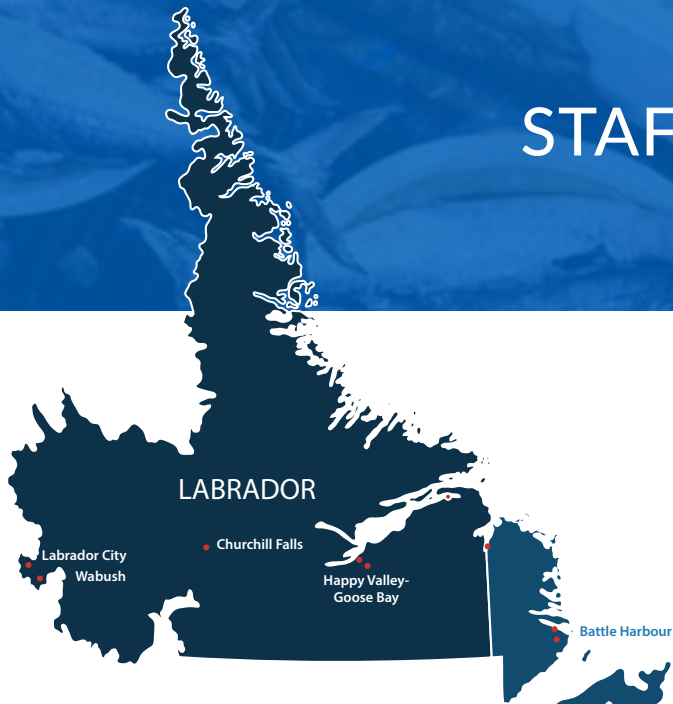 STAF
LABRADOR
Churchill Falls
Labrador City
Wabush
Happy Valley-
Goose Bay
Battle Harbour